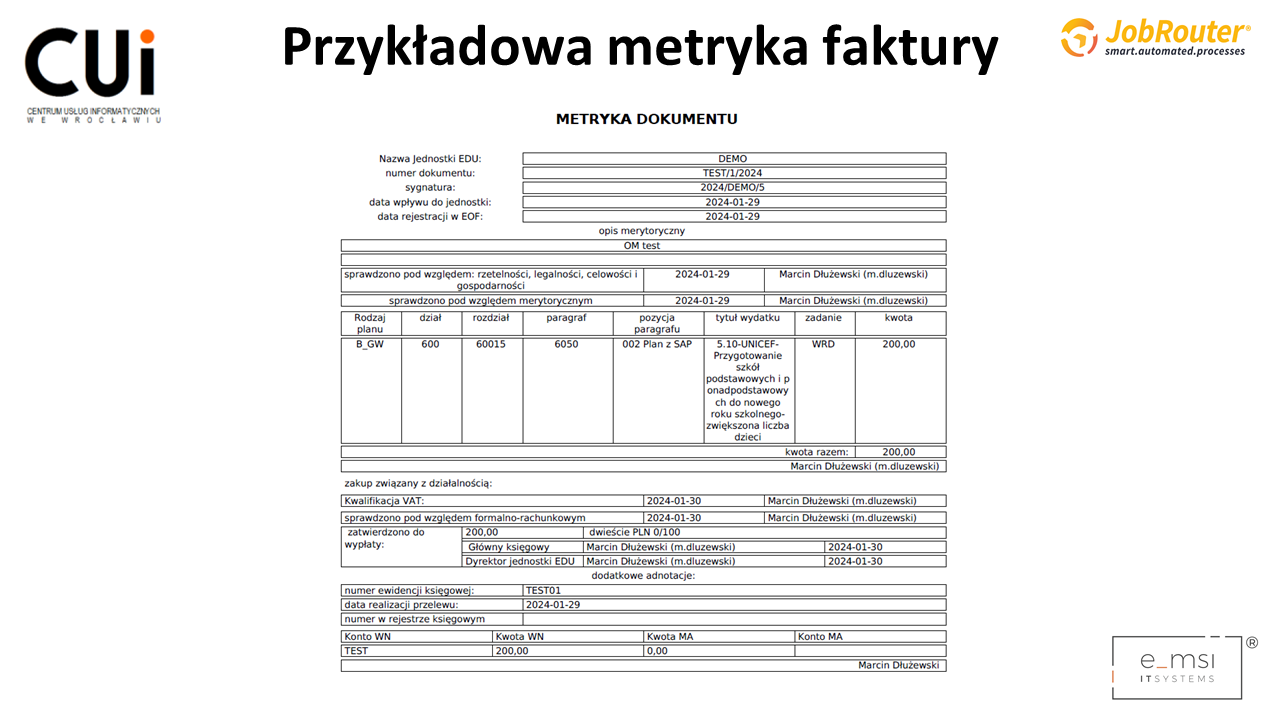 CUi
CENTRUM USŁUG INFORMATYCZNYCH
WE WROCŁAWIU
Przykładowa metryka faktury
JobRouter®
smart.automated.processes
METRYKA DOKUMENTU
Nazwa Jednostki EDU: DEMO
numer dokumentu: TEST/1/2024
sygnatura: 2024/DEMO/5
data wpływu do jednostki: 2024-01-29
data rejestracji w EOF: 2024-01-29
opis merytoryczny
OM test
sprawdzono pod względem: rzetelności, legalności, celowości i 2024-01-29 Marcin Dłużewski (m.dluzewski)
gospodarności
sprawdzono pod względem merytorycznym 2024-01-29 Marcin Dłużewski (m.dluzewski)
Rodzaj dział rozdział paragraf pozycja tytuł wydatku zadanie kwota
planu paragrafu
B_GW 600 60015 6050 002 Plan z SAP 5.10-UNICEF- WRD 200,00
Przygotowanie
szkół
podstawowych i p
onadpodstawowy
ch do nowego
roku szkolnego-
zwiększona liczba
dzieci
kwota razem: 200,00
Marcin Dłużewski (m.dluzewski)
zakup związany z działalnością:
Kwalifikacja VAT: 2024-01-30 Marcin Dłużewski (m.dluzewski)
sprawdzono pod względem formalno-rachunkowym 2024-01-30 Marcin Dłużewski (m.dluzewski)
zatwierdzono do 200,00 dwieście PLN 0/100
wypłaty: Główny księgowy Marcin Dłużewski (m.dluzewski) 2024-01-30
Dyrektor jednostki EDU Marcin Dłużewski (m.dluzewski) 2024-01-30
dodatkowe adnotacje:
numer ewidencji księgowej: TEST01
data realizacji przelewu: 2024-01-29
numer w rejestrze księgowym
Konto WN Kwota WN Kwota MA Konto MA
TEST 200,00 0,00
Marcin Dłużewski
e_msi ®
ITSYSTEMS